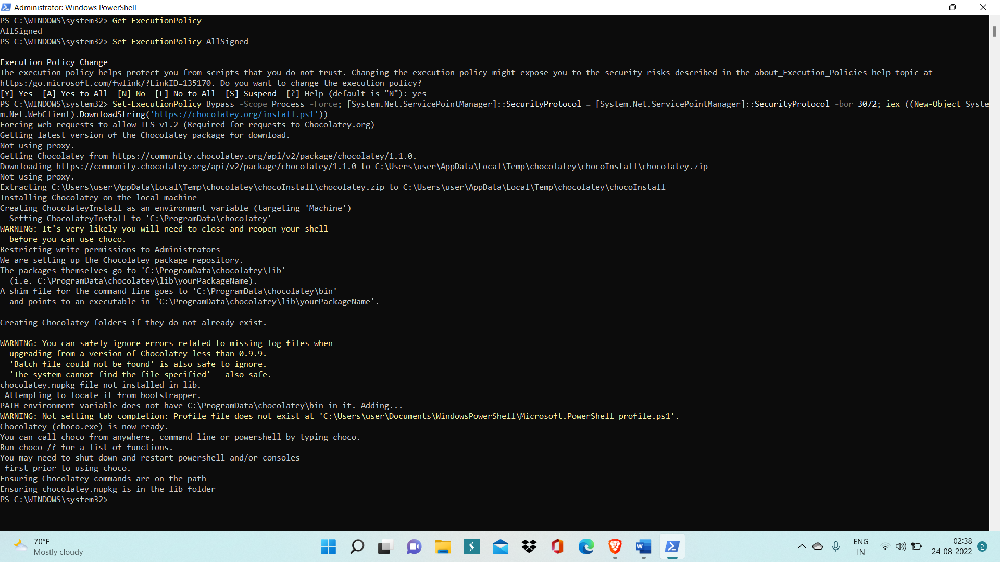 Administrator: Windows PowerShell
PS C:\WINDOWS\system32> Get-ExecutionPolicy
AllSigned
PS C:\WINDOWS\system32> Set-ExecutionPolicy AllSigned
Execution Policy Change
The execution policy helps protect you from scripts that you do not trust. Changing the execution policy might expose you to the security risks described in the about_Execution_Policies help topic at
https:/go.microsoft.com/fwlink/?LinkID=135170. Do you want to change the execution policy?
[Y] Yes  [A] Yes to All  [N] No  [L] No to All  [S] Suspend  [?] Help (default is "N"): yes
PS C:\WINDOWS\system32> Set-ExecutionPolicy Bypass -Scope Process -Force; [System.Net.ServicePointManager]::SecurityProtocol = [System.Net.ServicePointManager]::SecurityProtocol -bor 3072; iex ((New-Object Syste
m.Net.WebClient).DownloadString('https://chocolatey.org/install.ps1'))
Forcing web requests to allow TLS v1.2 (Required for requests to Chocolatey.org)
Getting latest version of the Chocolatey package for download.
Not using proxy.
Getting Chocolatey from https://community.chocolatey.org/api/v2/package/chocolatey/1.1.0.
Downloading https://community.chocolatey.org/api/v2/package/chocolatey/1.1.0 to C:\Users\user\AppData\Local\Temp\chocolatey\chocoInstall\chocolatey.zip
Not using proxy.
Extracting C:\Users\user\AppData\Local\Temp\chocolatey\chocoInstall\chocolatey.zip to C:\Users\user\AppData\Local\Temp\chocolatey\chocoInstall
Installing Chocolatey on the local machine
Creating ChocolateyInstall as an environment variable (targeting 'Machine')
  Setting ChocolateyInstall to 'C:\ProgramData\chocolatey'
WARNING: It's very likely you will need to close and reopen your shell
  before you can use choco.
Restricting write permissions to Administrators
We are setting up the Chocolatey package repository.
The packages themselves go to 'C:\ProgramData\chocolatey\lib'
  (i.e. C:\ProgramData\chocolatey\lib\yourPackageName).
A shim file for the command line goes to 'C:\ProgramData\chocolatey\bin'
  and points to an executable in 'C:\ProgramData\chocolatey\lib\yourPackageName'.
Creating Chocolatey folders if they do not already exist.
WARNING: You can safely ignore errors related to missing log files when
  upgrading from a version of Chocolatey less than 0.9.9.
  'Batch file could not be found' is also safe to ignore.
  'The system cannot find the file specified' - also safe.
chocolatey.nupkg file not installed in lib.
 Attempting to locate it from bootstrapper.
PATH environment variable does not have C:\ProgramData\chocolatey\bin in it. Adding...
WARNING: Not setting tab completion: Profile file does not exist at 'C:\Users\user\Documents\WindowsPowerShell\Microsoft.PowerShell_profile.ps1'.
Chocolatey (choco.exe) is now ready.
You can call choco from anywhere, command line or powershell by typing choco.
Run choco /? for a list of functions.
You may need to shut down and restart powershell and/or consoles
 first prior to using choco.
Ensuring Chocolatey commands are on the path
Ensuring chocolatey.nupkg is in the lib folder
PS C:\WINDOWS\system32>
70°F
Mostly cloudy
ENG
IN
02:38
24-08-2022
2